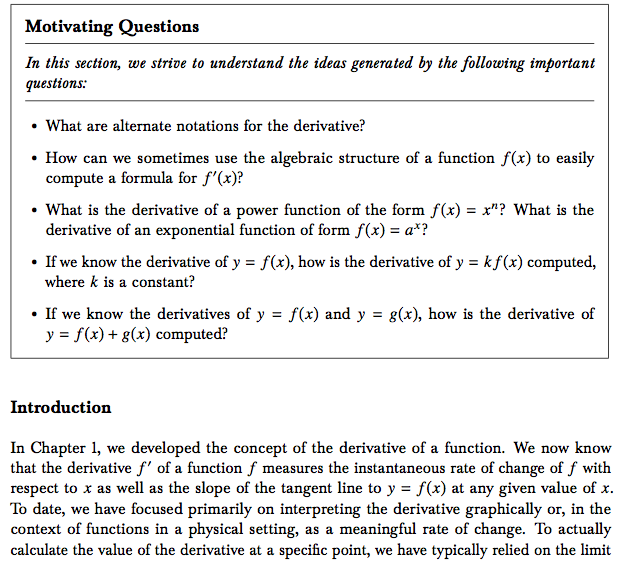 Motivating Questions
In this section, we strive to understand the ideas generated by the following important
questions:
• What are alternate notations for the derivative?
• How can we sometimes use the algebraic structure of a function f(x) to easily
compute a formula for f′(x)?
• What is the derivative of a power function of the form f(x) = xⁿ? What is the
derivative of an exponential function of form f(x) = aˣ?
• If we know the derivative of y = f(x), how is the derivative of y = k f(x) computed,
where k is a constant?
• If we know the derivatives of y = f(x) and y = g(x), how is the derivative of
y = f(x) + g(x) computed?
Introduction
In Chapter 1, we developed the concept of the derivative of a function. We now know
that the derivative f′ of a function f measures the instantaneous rate of change of f with
respect to x as well as the slope of the tangent line to y = f(x) at any given value of x.
To date, we have focused primarily on interpreting the derivative graphically or, in the
context of functions in a physical setting, as a meaningful rate of change. To actually
calculate the value of the derivative at a specific point, we have typically relied on the limit